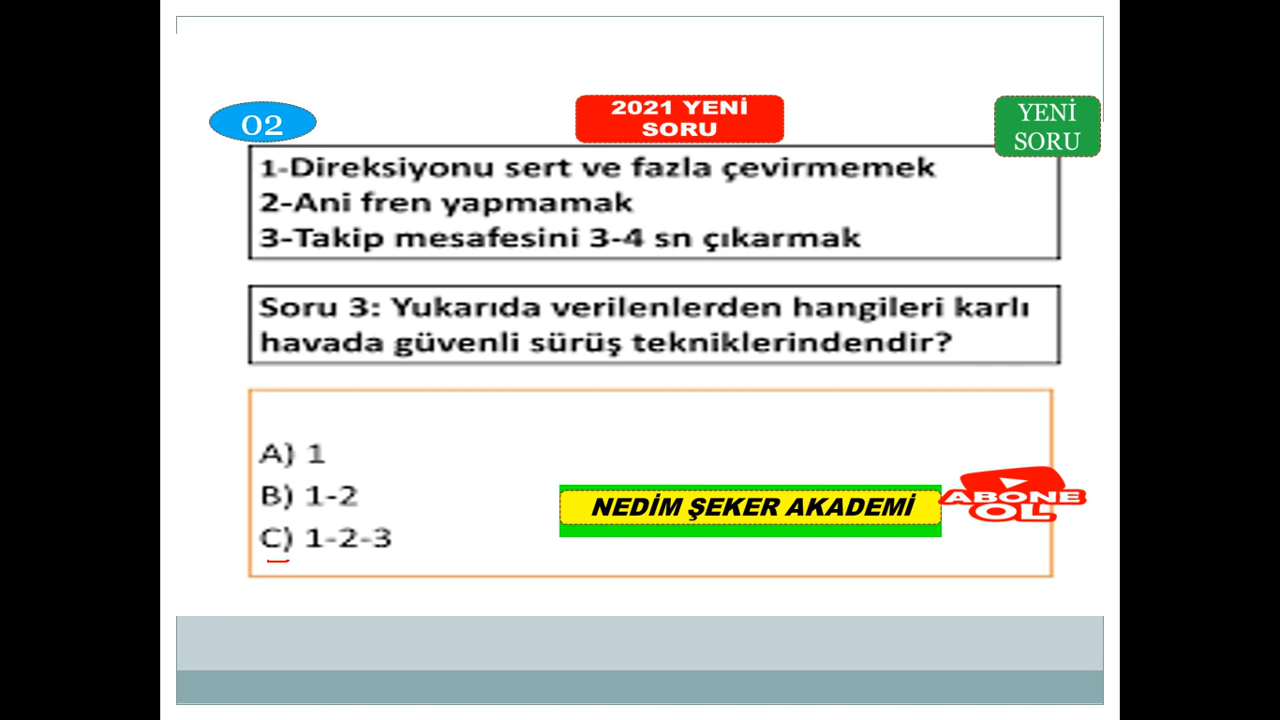 02
2021 YENİ
SORU
YENİ
SORU
1-Direksiyonu sert ve fazla çevirmemek
2-Ani fren yapmamak
3-Takip mesafesini 3-4 sn çıkarmak
Soru 3: Yukarıda verilenlerden hangileri karlı
havada güvenli sürüş tekniklerindendir?
A) 1
B) 1-2
C) 1-2-3
NEDİM ŞEKER AKADEMİ
ABONE
OL